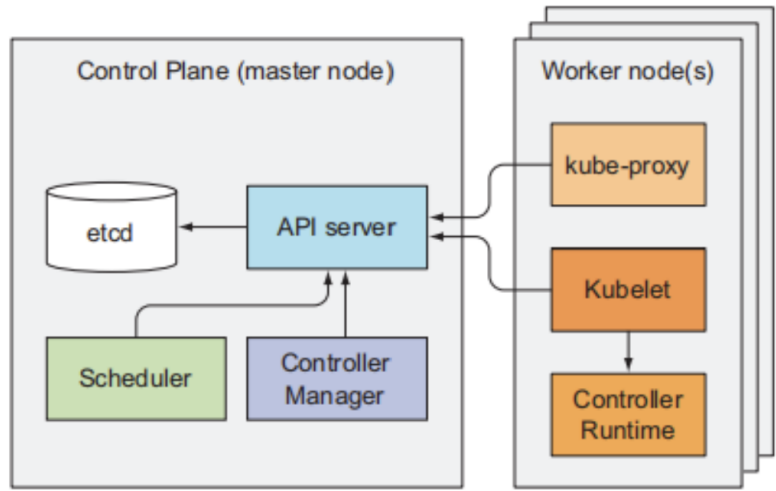 Control Plane (master node)
etcd
API server
Scheduler
Controller
Manager
Worker node(s)
kube-proxy
Kubelet
Controller
Runtime